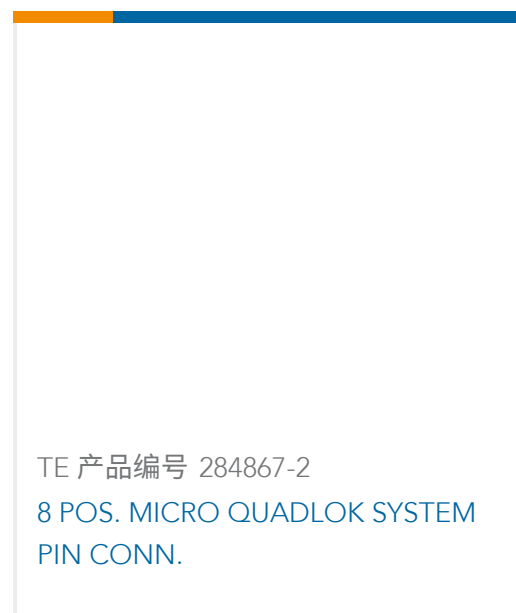 TE 产品编号 284867-2
8 POS. MICRO QUADLOK SYSTEM
PIN CONN.